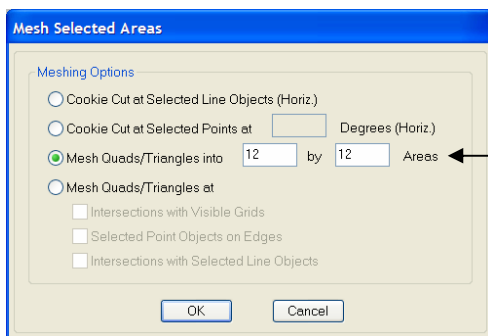 Mesh Selected Areas
Meshing Options
Cookie Cut at Selected Line Objects (Horiz.)
Cookie Cut at Selected Points at Degrees (Horiz.)
Mesh Quads/Triangles into 12 by 12 Areas
Mesh Quads/Triangles at
Intersections with Visible Grids
Selected Point Objects on Edges
Intersections with Selected Line Objects
OK Cancel